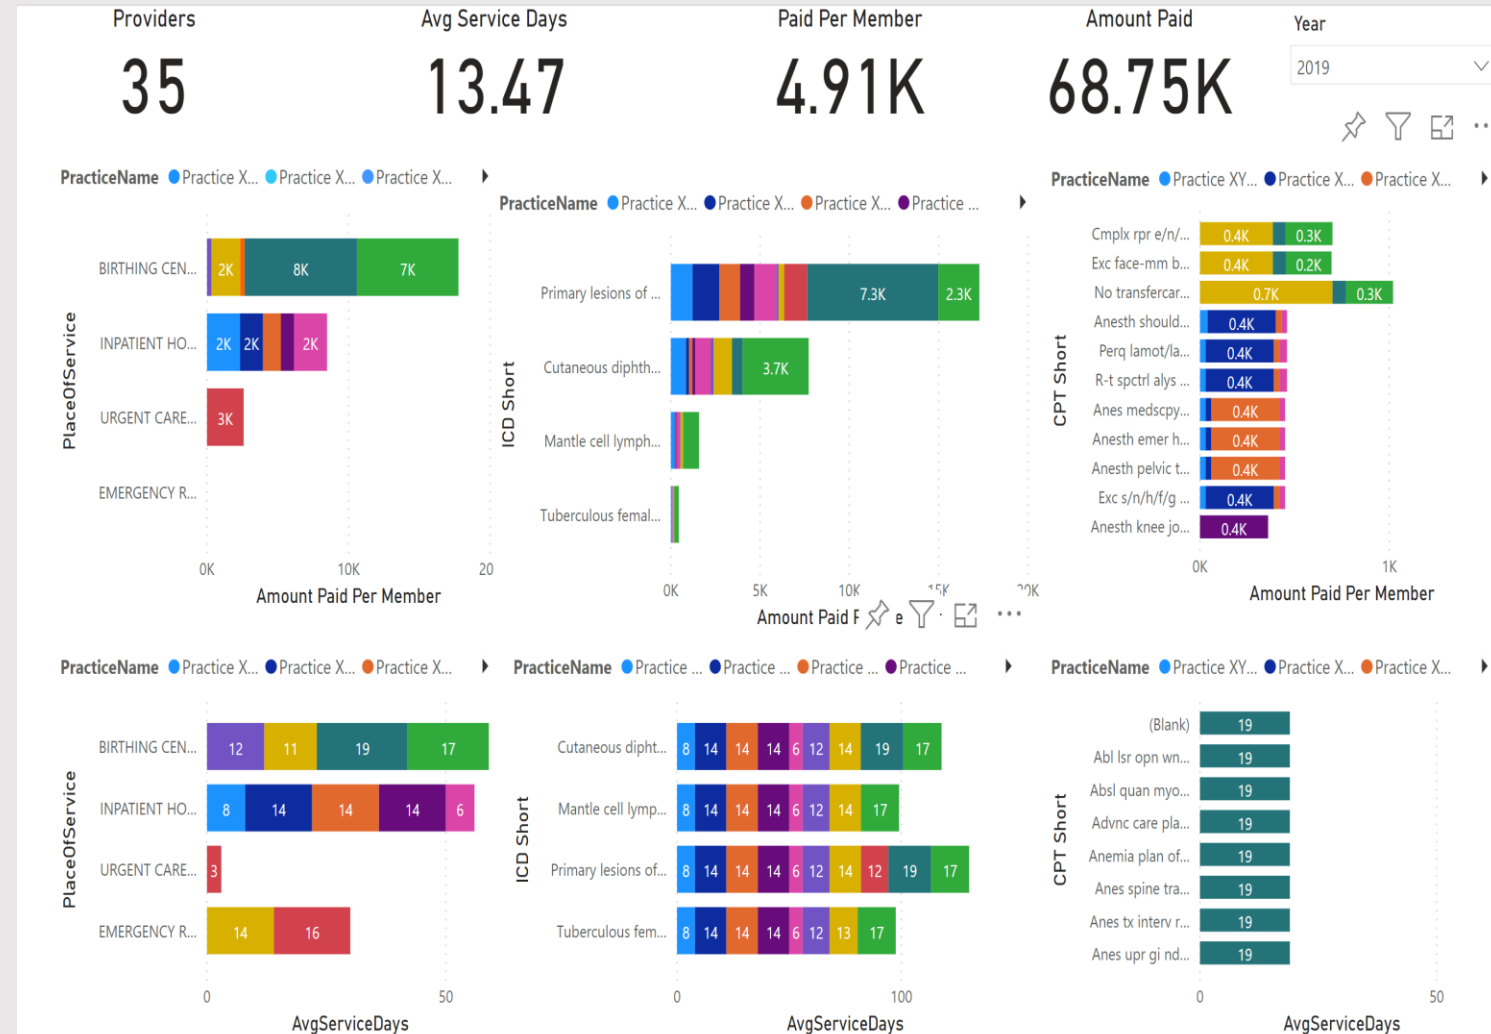 Providers
35
Avg Service Days
13.47
Paid Per Member
4.91K
Amount Paid
68.75K
Year
2019
PracticeName Practice X... Practice X... Practice X...
PlaceOfService
BIRTHING CEN... 2K 8K 7K
INPATIENT HO... 2K 2K 2K
URGENT CARE... 3K
EMERGENCY R...
0K 10K 20
Amount Paid Per Member
PracticeName Practice X... Practice X... Practice X... Practice ...
ICD Short
Primary lesions of ... 7.3K 2.3K
Cutaneous diphth... 3.7K
Mantle cell lymph...
Tuberculous femal...
0K 5K 10K 15K 20K
Amount Paid
PracticeName Practice XY... Practice X... Practice X...
CPT Short
Cmplx rpr e/n/... 0.4K 0.3K
Exc face-mm b... 0.4K 0.2K
No transfercar... 0.7K 0.3K
Anesth should... 0.4K
Perq lamot/la... 0.4K
R-t spctrl alys ... 0.4K
Anes medscpy... 0.4K
Anesth emer h... 0.4K
Anesth pelvic t... 0.4K
Exc s/n/h/f/g ... 0.4K
Anesth knee jo... 0.4K
0K 1K
Amount Paid Per Member
PracticeName Practice X... Practice X... Practice X...
PlaceOfService
BIRTHING CEN... 12 11 19 17
INPATIENT HO... 8 14 14 14 6
URGENT CARE... 3
EMERGENCY R... 14 16
0 50
AvgServiceDays
PracticeName Practice ... Practice ... Practice ... Practice ...
ICD Short
Cutaneous dipht... 8 14 14 14 6 12 14 19 17
Mantle cell lymp... 8 14 14 14 6 12 14 17
Primary lesions of... 8 14 14 14 6 12 14 12 19 17
Tuberculous fem... 8 14 14 14 6 12 13 17
0 100
AvgServiceDays
PracticeName Practice XY... Practice X... Practice X...
CPT Short
(Blank) 19
Abl lsr opn wn... 19
Absl quan myo... 19
Advnc care pla... 19
Anemia plan of... 19
Anes spine tra... 19
Anes tx interv r... 19
Anes upr gi nd... 19
0 50
AvgServiceDays